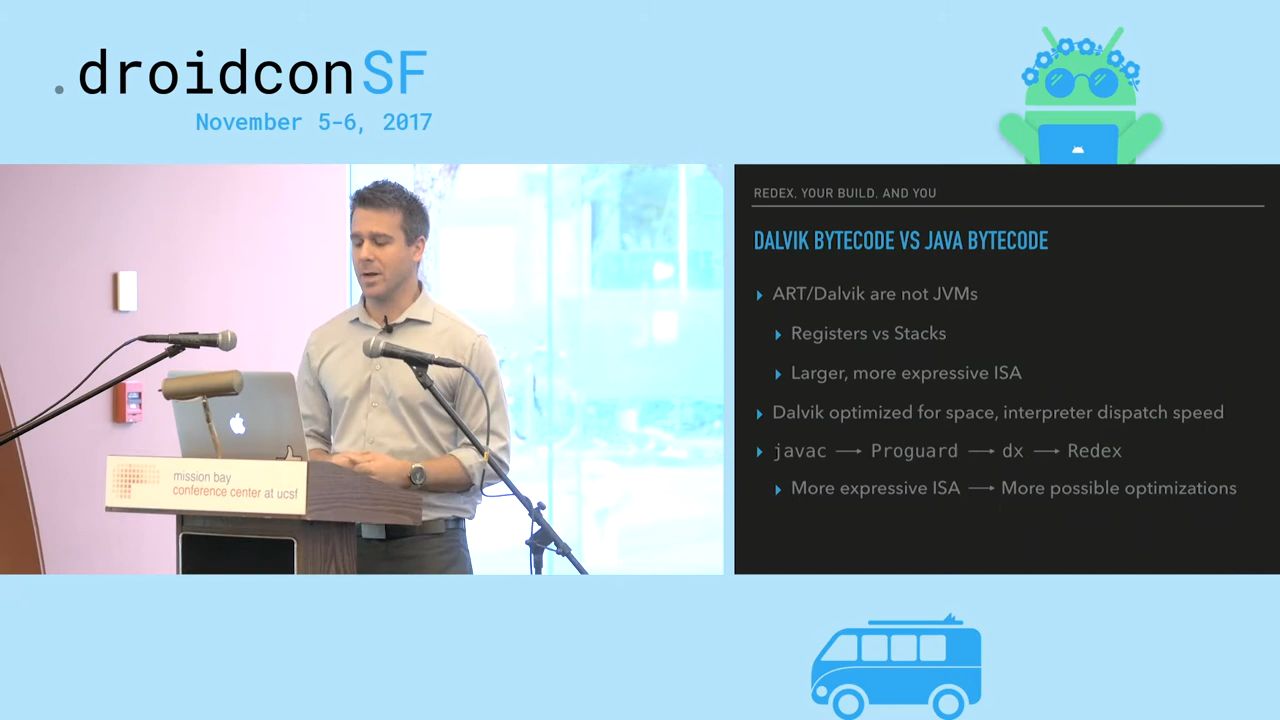 .droidconSF
November 5-6, 2017
REDEX, YOUR BUILD, AND YOU
DALVIK BYTECODE VS JAVA BYTECODE
ART/Dalvik are not JVMs
Registers vs Stacks
Larger, more expressive ISA
Dalvik optimized for space, interpreter dispatch speed
javac → Proguard → dx → Redex
More expressive ISA → More possible optimizations
mission bay
conference center at ucsf